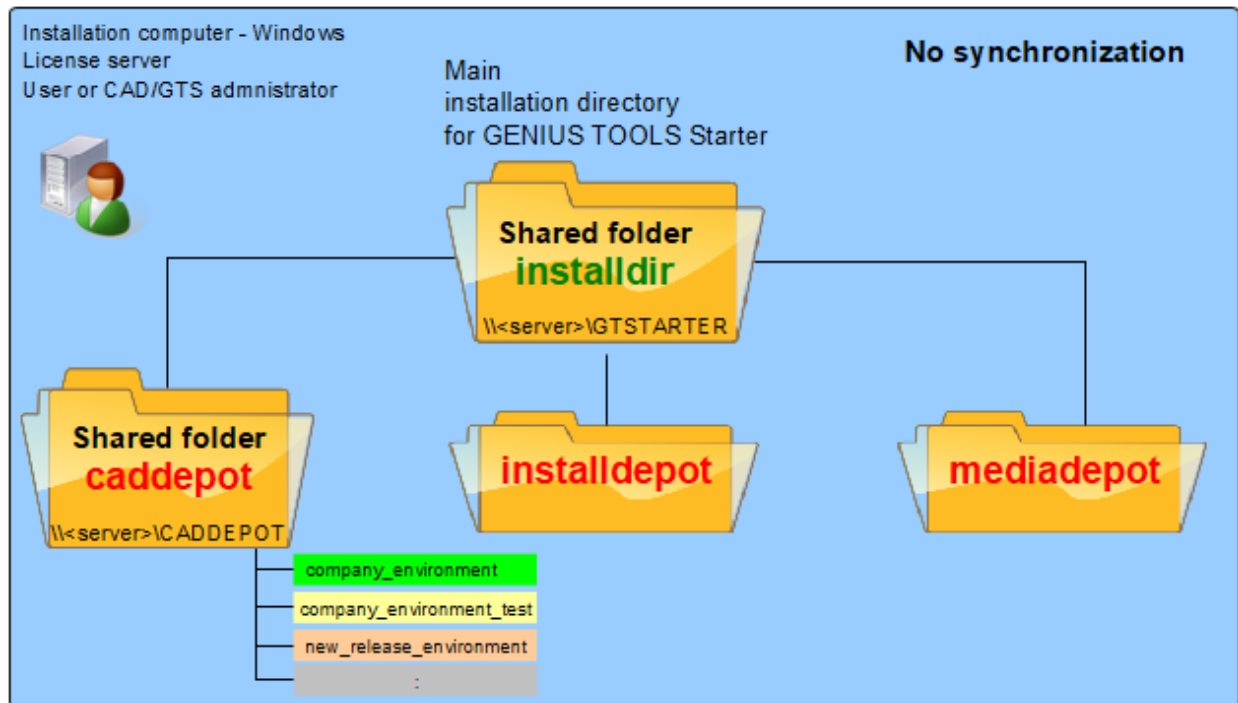 Installation computer - Windows
License server
User or CAD/GTS admnistrator
No synchronization
Main
installation directory
for GENIUS TOOLS Starter
Shared folder
installdir
\\<server>\GTSTARTER
Shared folder
caddepot
\\<server>\CADDEPOT
installdepot
mediadepot
company_environment
company_environment_test
new_release_environment
: